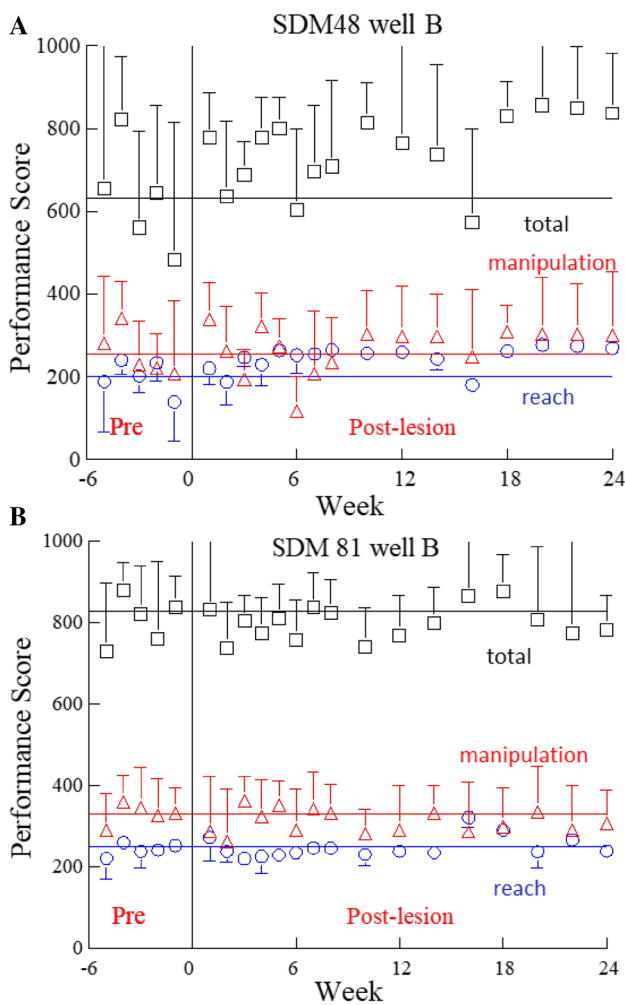 A
SDM48 well B
1000
800
600
400
200
0
Performance Score
total
manipulation
reach
Pre
Post-lesion
-6
0
6
12
18
24
Week
B
SDM 81 well B
1000
800
600
400
200
0
Performance Score
total
manipulation
reach
Pre
Post-lesion
-6
0
6
12
18
24
Week